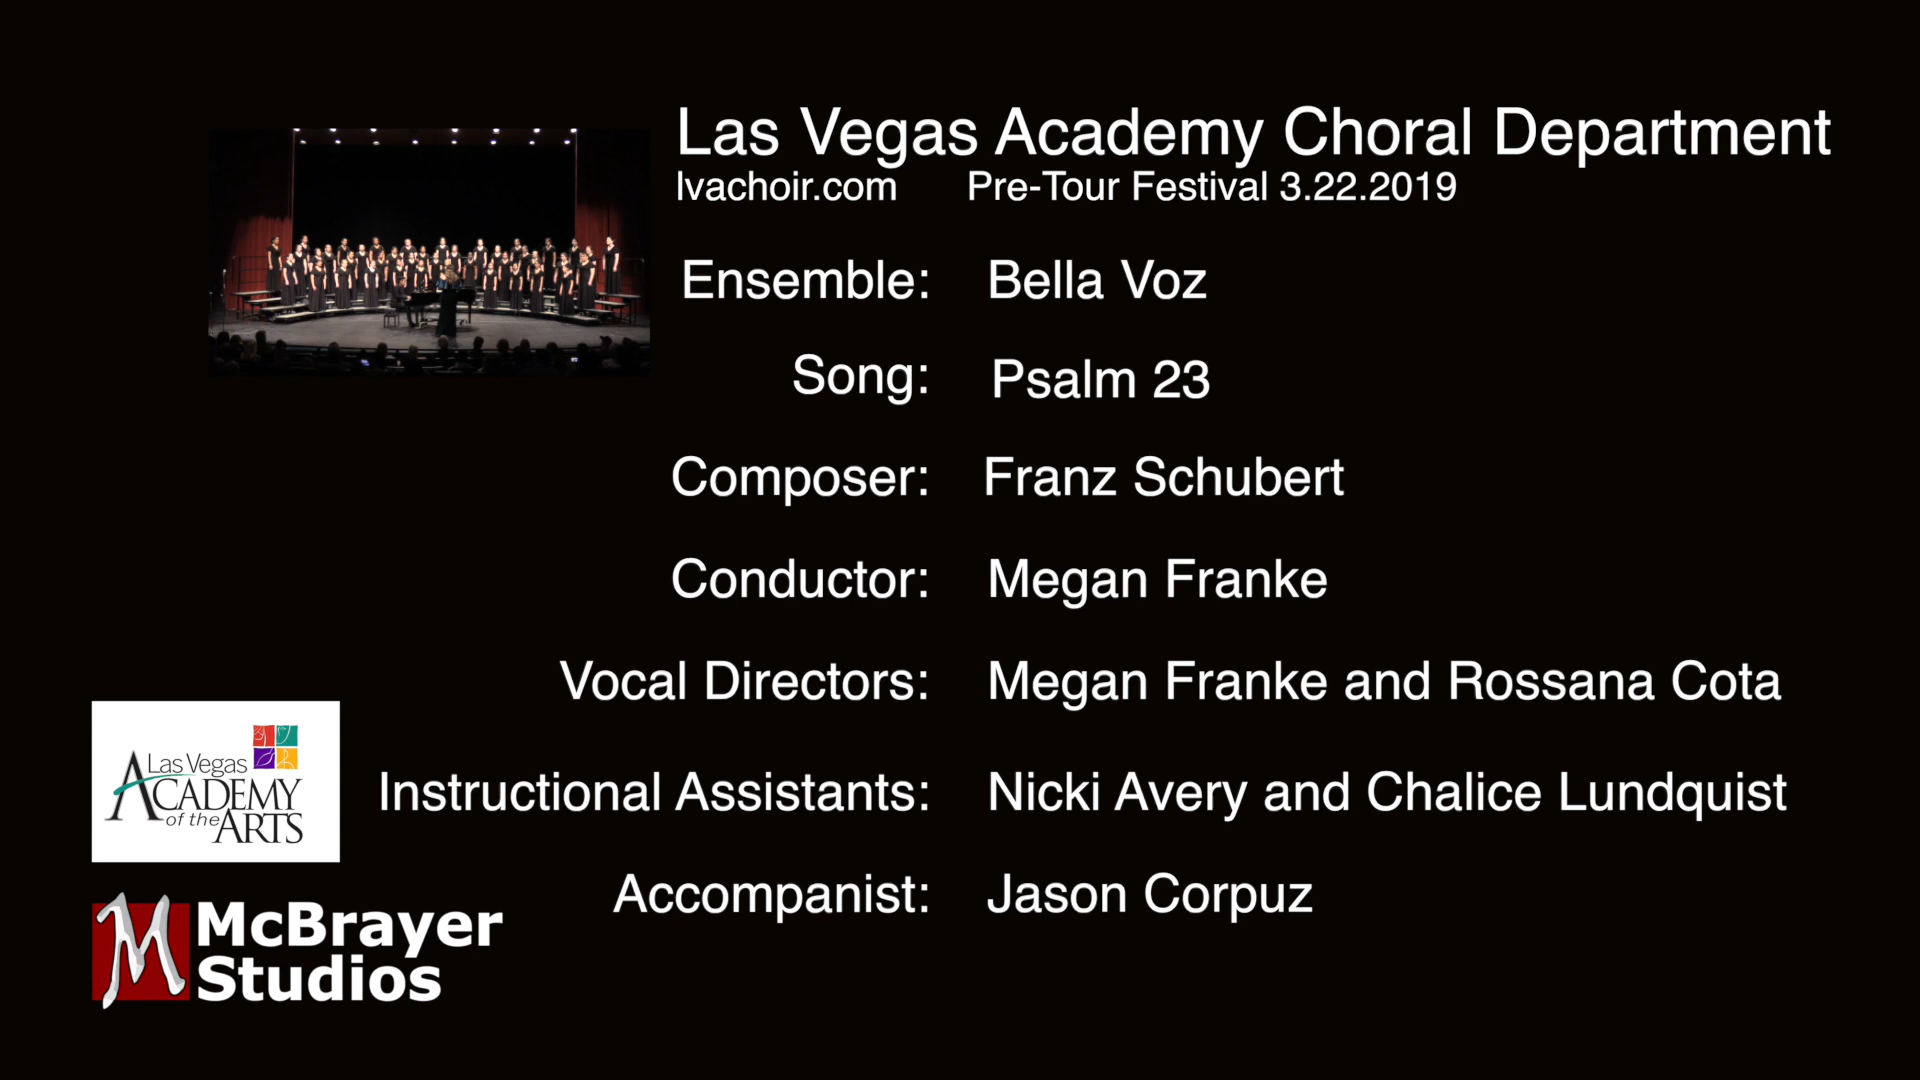 Las Vegas Academy Choral Department
lvachoir.com Pre-Tour Festival 3.22.2019
Ensemble: Bella Voz
Song: Psalm 23
Composer: Franz Schubert
Conductor: Megan Franke
Vocal Directors: Megan Franke and Rossana Cota
Instructional Assistants: Nicki Avery and Chalice Lundquist
Accompanist: Jason Corpuz
Las Vegas
ACADEMY
of the ARTS
M
McBrayer
Studios